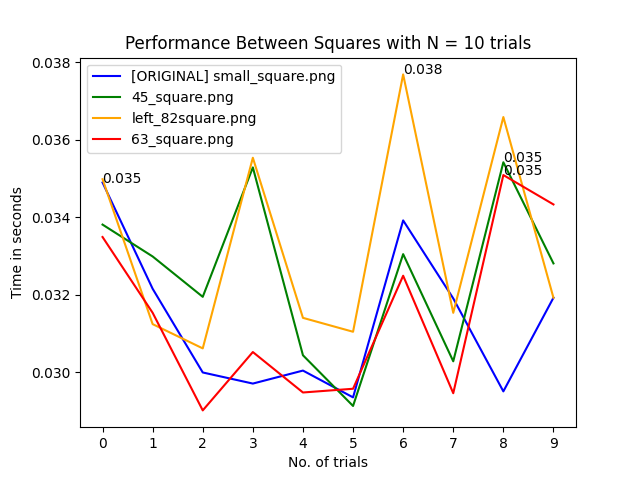 Performance Between Squares with N = 10 trials
[ORIGINAL] small_square.png
45_square.png
left_82square.png
63_square.png
0.038
0.036
0.034
0.032
0.030
Time in seconds
0.035
0.038
0.035
0.035
0 1 2 3 4 5 6 7 8 9
No. of trials